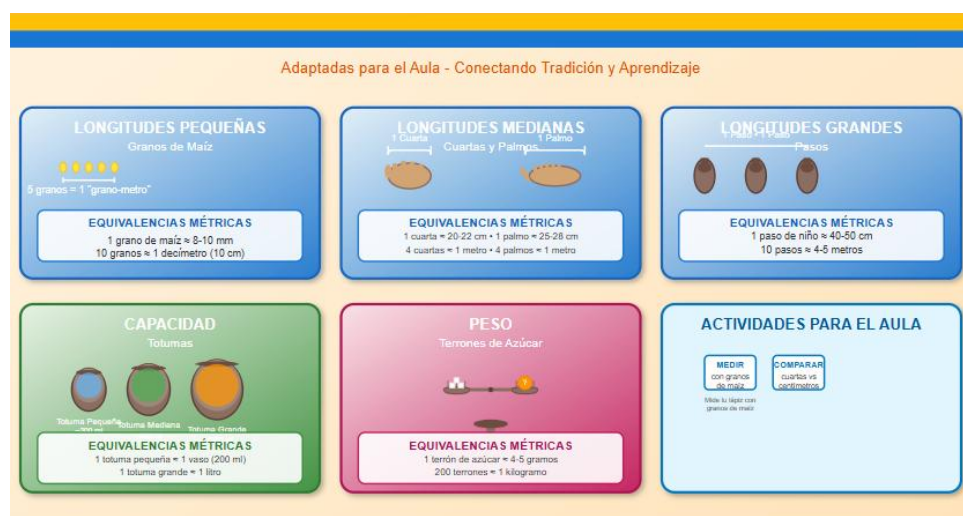 Adaptadas para el Aula - Conectando Tradición y Aprendizaje
LONGITUDES PEQUEÑAS
Granos de Maíz
5 granos = 1 "grano-metro"
EQUIVALENCIAS MÉTRICAS
1 grano de maíz ≈ 8-10 mm
10 granos ≈ 1 decímetro (10 cm)
LONGITUDES MEDIANAS
Cuartas y Palmos
1 Cuarta
1 Palmo
EQUIVALENCIAS MÉTRICAS
1 cuarta ≈ 20-22 cm • 1 palmo ≈ 25-28 cm
4 cuartas ≈ 1 metro • 4 palmos ≈ 1 metro
LONGITUDES GRANDES
Pasos
1 Paso
EQUIVALENCIAS MÉTRICAS
1 paso de niño ≈ 40-50 cm
10 pasos ≈ 4-5 metros
CAPACIDAD
Totumas
Totuma Pequeña
~200 ml
Totuma Mediana
Totuma Grande
EQUIVALENCIAS MÉTRICAS
1 totuma pequeña ≈ 1 vaso (200 ml)
1 totuma grande ≈ 1 litro
PESO
Terrones de Azúcar
?
EQUIVALENCIAS MÉTRICAS
1 terrón de azúcar ≈ 4-5 gramos
200 terrones ≈ 1 kilogramo
ACTIVIDADES PARA EL AULA
MEDIR
con granos
de maíz
Mide tu lápiz con
granos de maíz
COMPARAR
cuartas vs
centímetros